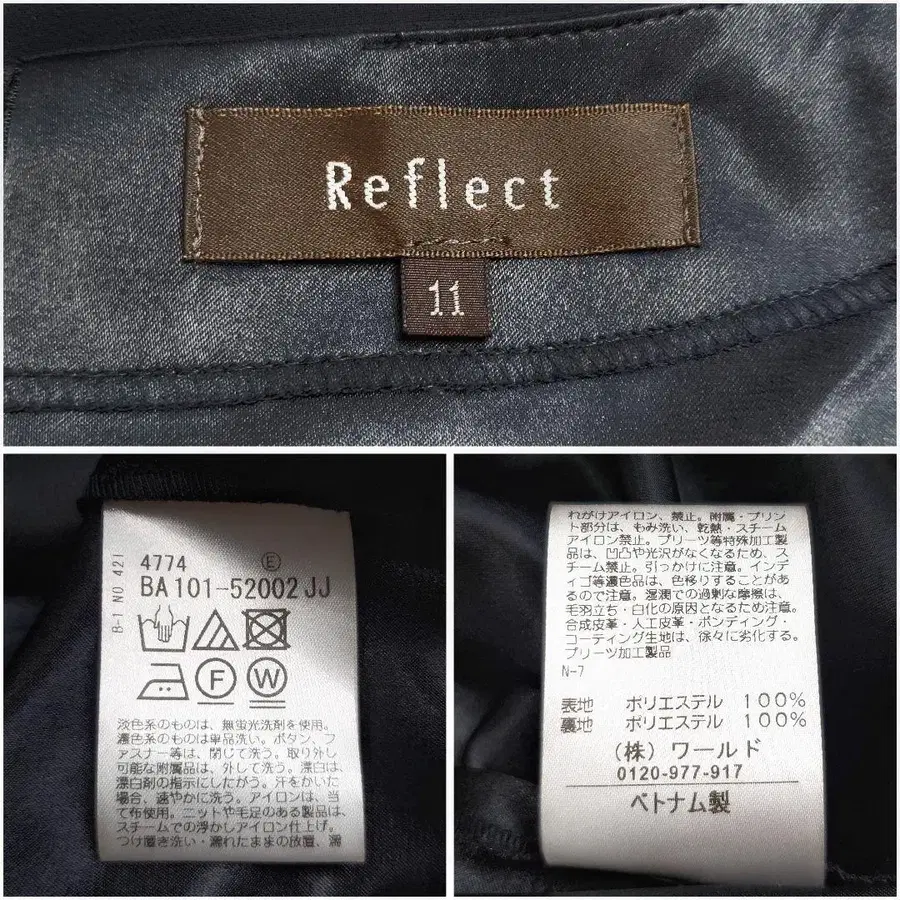 Reflect
11
B-1 NO 421
4774 E
BA101-52002JJ
F W
淡色系のものは、無蛍光洗剤を使用。
濃色系のものは単品洗い。ボタン、フ
ァスナー等は、閉じて洗う。取り外し
可能な附属品は、外して洗う。漂白は、
漂白剤の指示にしたがう。汗をかいた
場合、速やかに洗う。アイロンは、当
て布使用。ニットや毛足のある製品は、
スチームでの浮かしアイロン仕上げ。
つけ置き洗い・濡れたままの放置、濡
れがけアイロン、禁止。附属・プリン
ト部分は、もみ洗い、乾熱・スチーム
アイロン禁止。プリーツ等特殊加工製
品は、凹凸や光沢がなくなるため、ス
チーム禁止。引っかけに注意。インデ
ィゴ等濃色品は、色移りすることがあ
るので注意。湿潤での過剰な摩擦は、
毛羽立ち・白化の原因となるため注意。
合成皮革・人工皮革・ボンディング・
コーティング生地は、徐々に劣化する。
プリーツ加工製品
N-7
表地 ポリエステル 100%
裏地 ポリエステル 100%
(株) ワールド
0120-977-917
ベトナム製